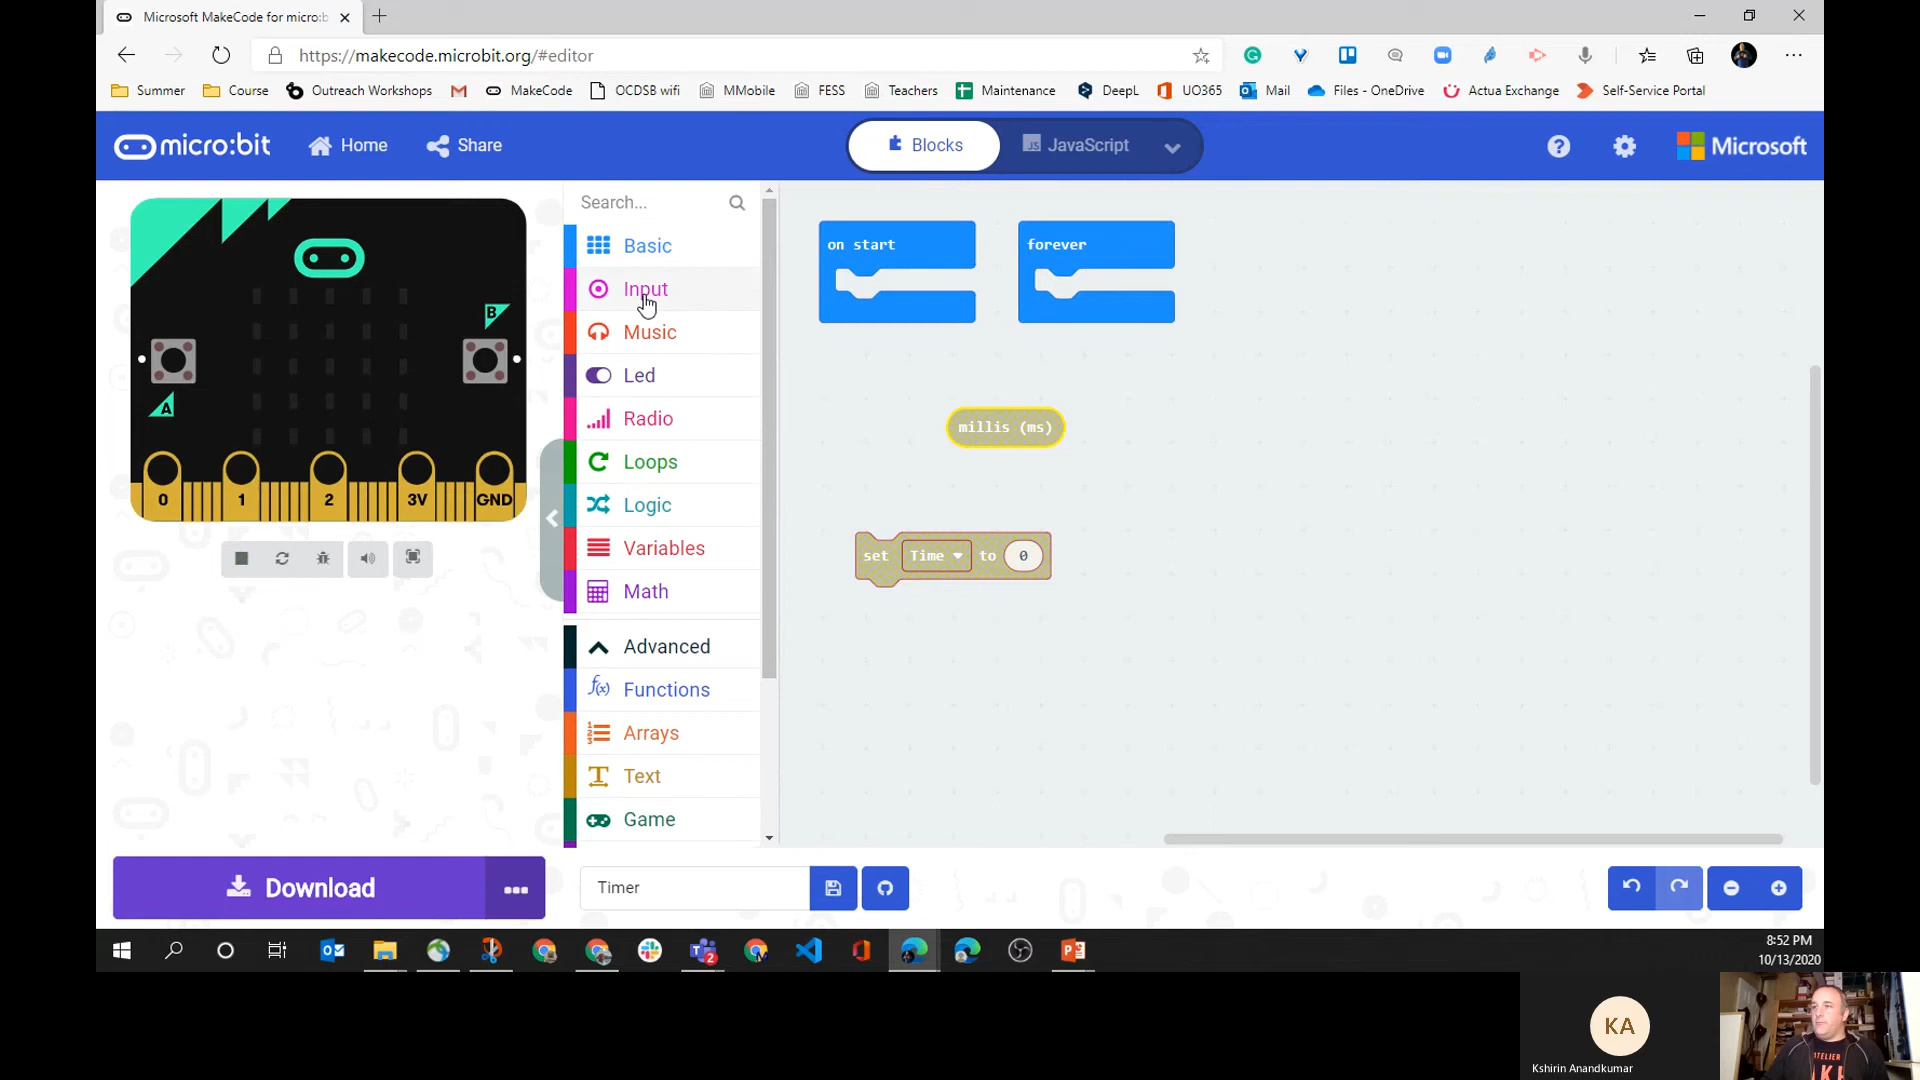 Microsoft MakeCode for micro:b
https://makecode.microbit.org/#editor
Summer
Course
Outreach Workshops
MakeCode
OCDSB wifi
MMobile
FESS
Teachers
Maintenance
DeepL
UO365
Mail
Files - OneDrive
Actua Exchange
Self-Service Portal
micro:bit
Home
Share
Blocks
JS JavaScript
?
Microsoft
B
A
0 1 2 3V GND
Search...
Basic
Input
Music
Led
Radio
Loops
Logic
Variables
Math
Advanced
f(x) Functions
Arrays
Text
Game
on start
forever
millis (ms)
set Time to 0
Download
Timer
2
8:52 PM
10/13/2020
KA
Kshirin Anandkumar
ATELIER